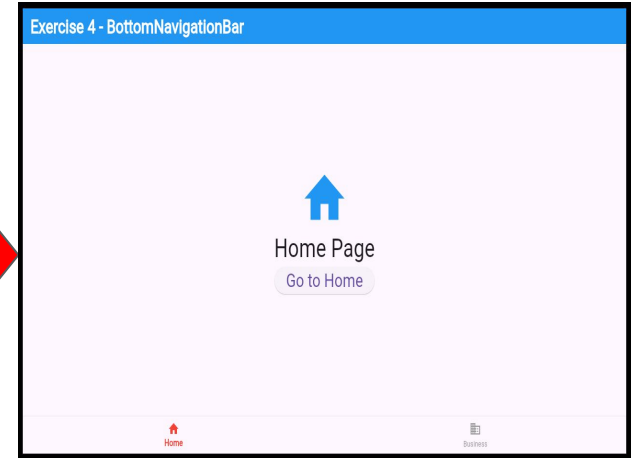 Exercise 4 - BottomNavigationBar
Home Page
Go to Home
Home
Business